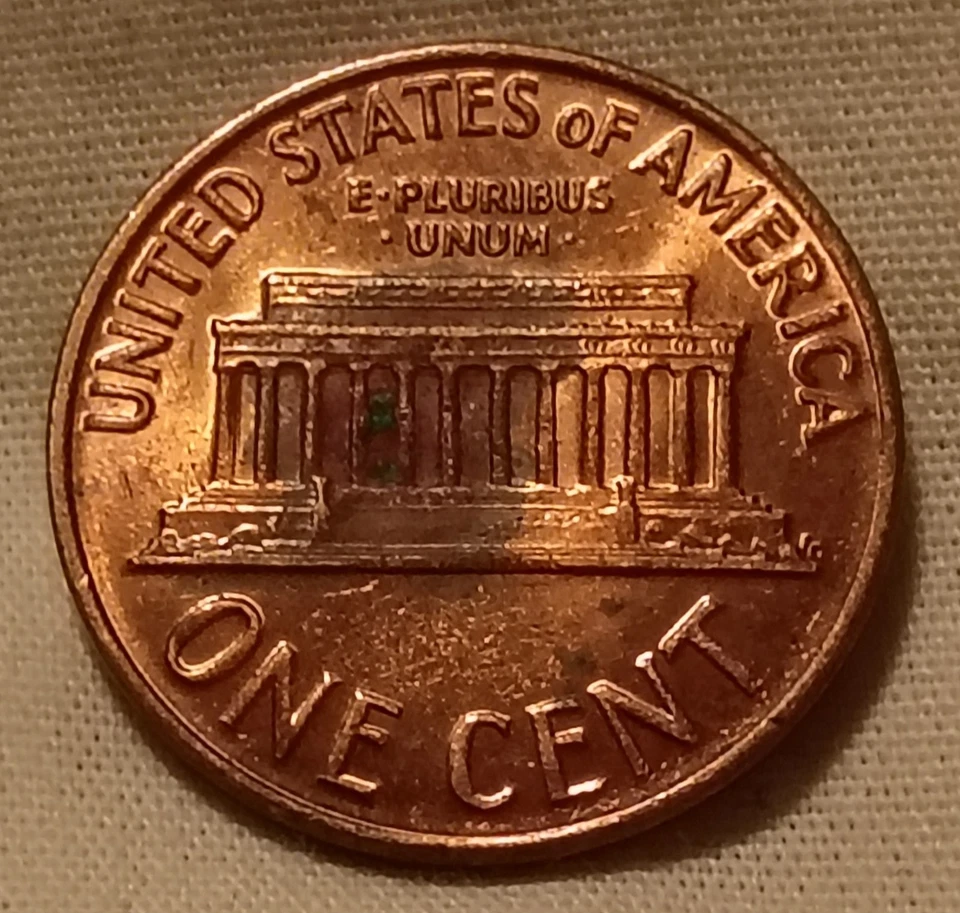 UNITED STATES OF AMERICA
E·PLURIBUS
·UNUM·
ONE CENT